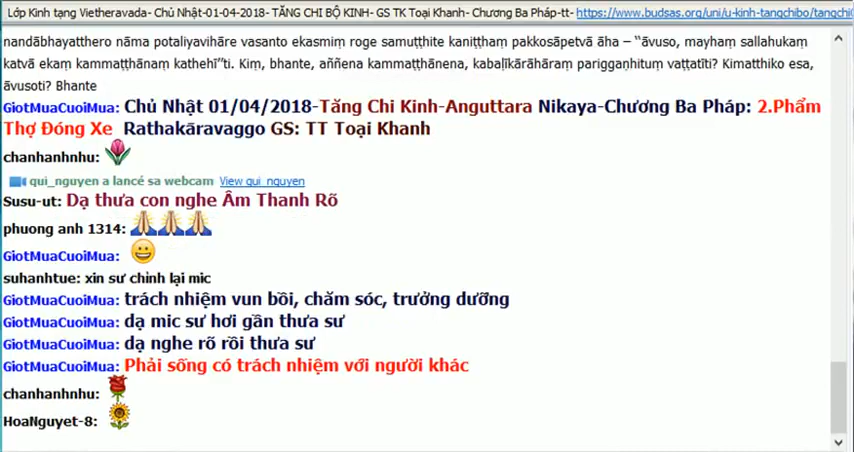 Lớp Kinh tạng Vietheravada- Chủ Nhật-01-04-2018- TĂNG CHI BỘ KINH- GS TK Toại Khanh- Chương Ba Pháp-tt- https://www.budsas.org/uni/u-kinh-tangchibo/tangchi
nandābhayatthero nāma potaliyavihāre vasanto ekasmiṃ roge samuṭṭhite kaniṭṭhaṃ pakkosāpetvā āha – “āvuso, mayhaṃ sallahukaṃ
katvā ekaṃ kammaṭṭhānaṃ kathehī”ti. Kiṃ, bhante, aññena kammaṭṭhānena, kabaḷīkārāhāraṃ pariggaṇhituṃ vaṭṭatīti? Kimatthiko esa,
āvusoti? Bhante
GiotMuaCuoiMua: Chủ Nhật 01/04/2018-Tăng Chi Kinh-Anguttara Nikaya-Chương Ba Pháp: 2.Phẩm
Thợ Đóng Xe Rathakāravaggo GS: TT Toại Khanh
chanhanhnhu:
qui_nguyen a lancé sa webcam View qui_nguyen
Susu-ut: Dạ thưa con nghe Âm Thanh Rõ
phuong anh 1314:
GiotMuaCuoiMua:
suhanhtue: xin sư chỉnh lại mic
GiotMuaCuoiMua: trách nhiệm vun bồi, chăm sóc, trưởng dưỡng
GiotMuaCuoiMua: dạ mic sư hơi gần thưa sư
GiotMuaCuoiMua: dạ nghe rõ rồi thưa sư
GiotMuaCuoiMua: Phải sống có trách nhiệm với người khác
chanhanhnhu:
HoaNguyet-8: